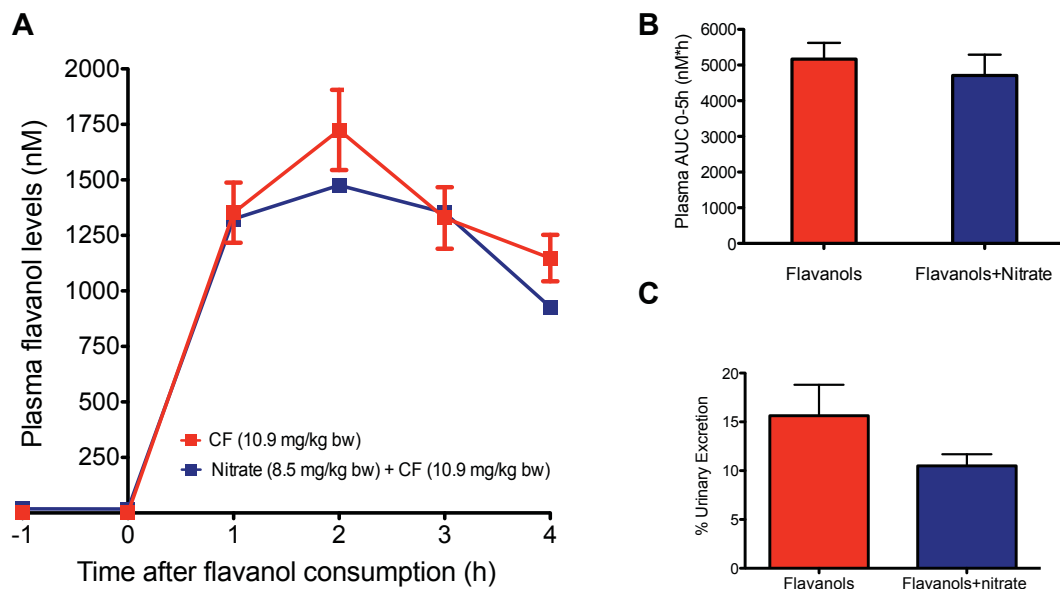 A
Plasma flavanol levels (nM)
2000
1750
1500
1250
1000
750
500
250
-1 0 1 2 3 4
CF (10.9 mg/kg bw)
Nitrate (8.5 mg/kg bw) + CF (10.9 mg/kg bw)
Time after flavanol consumption (h)
B
Plasma AUC 0-5h (nM*h)
6000
5000
4000
3000
2000
1000
0
Flavanols Flavanols+Nitrate
C
% Urinary Excretion
20
15
10
5
0
Flavanols Flavanols+nitrate